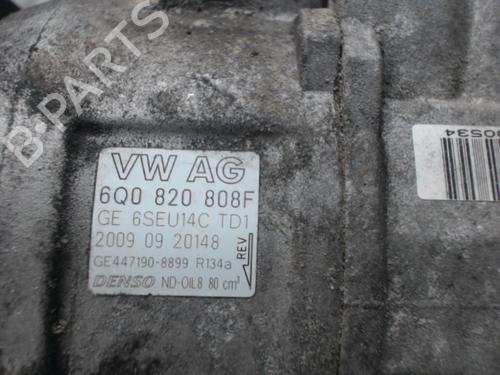 VW AG
6Q0 820 808F
GE 6SEU14C TD1
2009 09 20148
GE447190-8899 R134a
REV
DENSO ND-OIL8 80 cm³
B-Parts